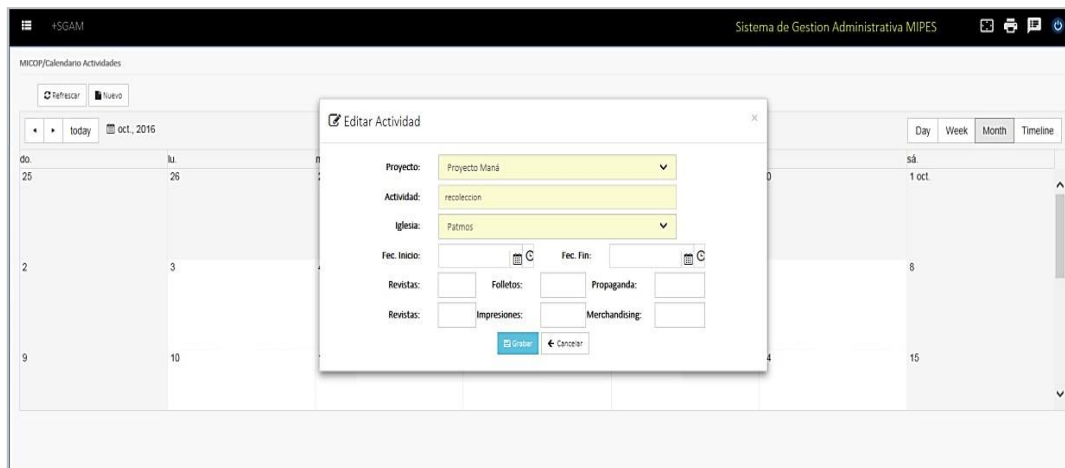 +SGAM Sistema de Gestion Administrativa MIPES
MICOP/Calendario Actividades
Refrescar Nuevo
today oct., 2016 Day Week Month Timeline
Editar Actividad ×
do. lu. sá.
25 26 1 oct.
Proyecto: Proyecto Maná
Actividad: recoleccion
Iglesia: Patmos
Fec. Inicio: Fec. Fin:
2 3 8
Revistas: Folletos: Propaganda:
Revistas: Impresiones: Merchandising:
Grabar Cancelar
9 10 15